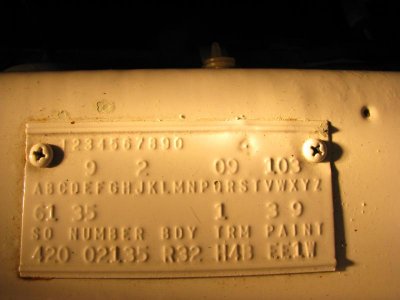 1234567890
9 2 09 103
ABCDEFGHJKLMNPQRSTVWXYZ
61 35 1 3 9
SO NUMBER BDY TRM PAINT
420 02135 R32 H4B EE1W